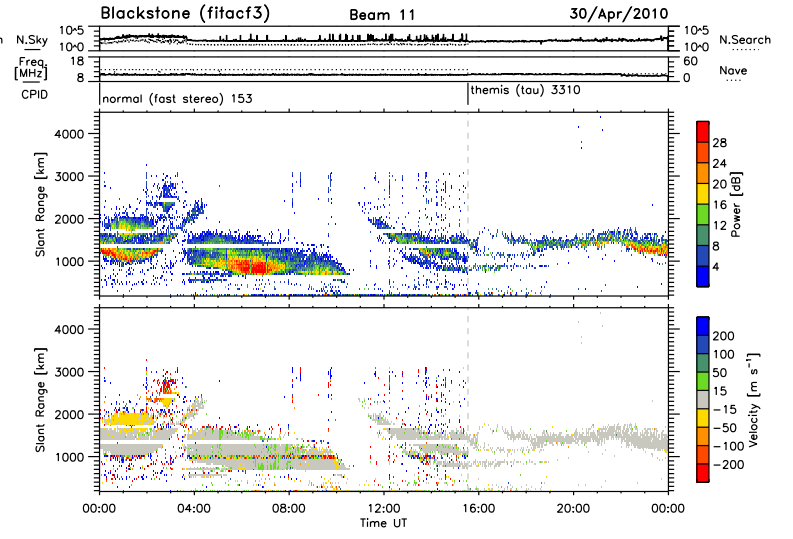 Blackstone (fitacf3) Beam 11 30/Apr/2010
N.Sky 10^5 10^0 10^5 10^0 N.Search
Freq. [MHz] 18 8 60 0 Nave
CPID normal (fast stereo) 153 themis (tau) 3310
Slant Range [km] 4000 3000 2000 1000
28 24 20 16 12 8 4 Power [dB]
Slant Range [km] 4000 3000 2000 1000
200 100 50 15 -15 -50 -100 -200 Velocity [m s⁻¹]
00:00 04:00 08:00 12:00 16:00 20:00 00:00
Time UT